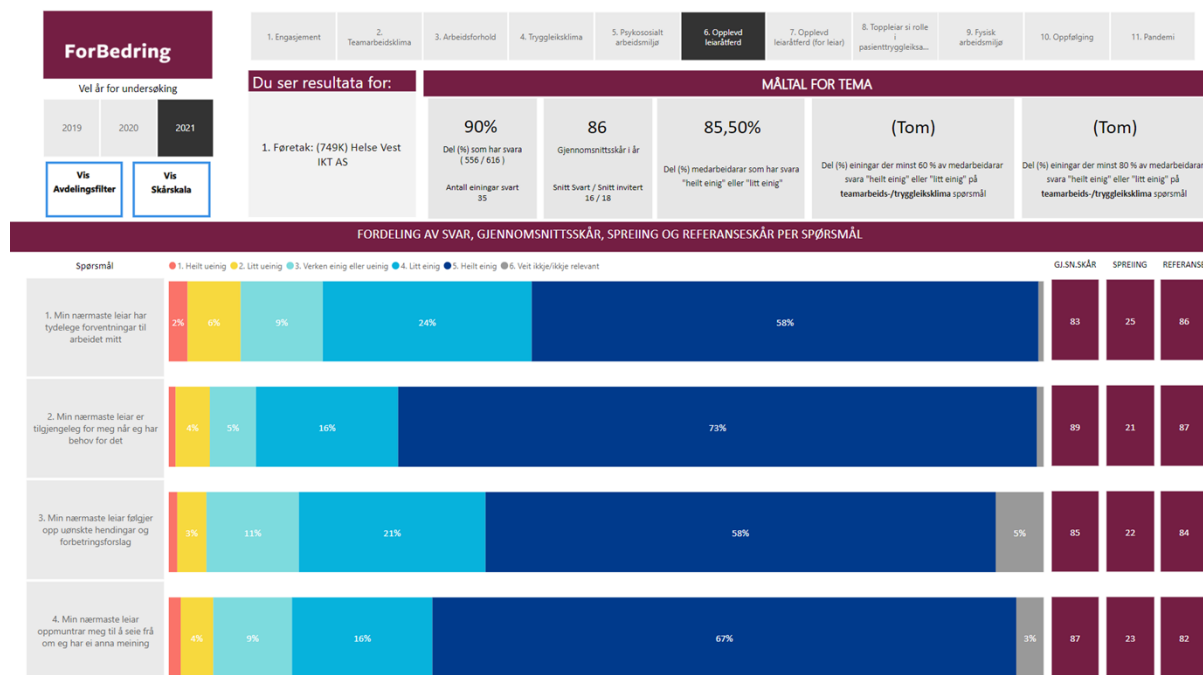 ForBedring
Vel år for undersøking
2019
2020
2021
Vis
Avdelingsfilter
Vis
Skårskala
1. Engasjement
2.
Teamarbeidsklima
3. Arbeidsforhold
4. Tryggleiksklima
5. Psykososialt
arbeidsmiljø
6. Opplevd
leiaråtferd
7. Opplevd
leiaråtferd (for leiar)
8. Toppleiar si rolle
i
pasienttryggleiksa...
9. Fysisk
arbeidsmiljø
10. Oppfølging
11. Pandemi
Du ser resultata for:
1. Føretak: (749K) Helse Vest
IKT AS
MÅLTAL FOR TEMA
90%
Del (%) som har svara
( 556 / 616 )
Antall einingar svart
35
86
Gjennomsnittskår i år
Snitt Svart / Snitt invitert
16 / 18
85,50%
Del (%) medarbeidarar som har svara
"heilt einig" eller "litt einig"
(Tom)
Del (%) einingar der minst 60 % av medarbeidarar
svara "heilt einig" eller "litt einig" på
teamarbeids-/tryggleiksklima spørsmål
(Tom)
Del (%) einingar der minst 80 % av medarbeidarar
svara "heilt einig" eller "litt einig" på
teamarbeids-/tryggleiksklima spørsmål
FORDELING AV SVAR, GJENNOMSNITTSSKÅR, SPREIING OG REFERANSESKÅR PER SPØRSMÅL
Spørsmål
1. Heilt ueinig 2. Litt ueinig 3. Verken einig eller ueinig 4. Litt einig 5. Heilt einig 6. Veit ikkje/ikkje relevant
GJ.SN.SKÅR SPREIING REFERANSE
1. Min nærmaste leiar har
tydelege forventningar til
arbeidet mitt
2% 6% 9% 24% 58%
83 25 86
2. Min nærmaste leiar er
tilgjengeleg for meg når eg har
behov for det
4% 5% 16% 73%
89 21 87
3. Min nærmaste leiar følgjer
opp uønskte hendingar og
forbetringsforslag
3% 11% 21% 58% 5%
85 22 84
4. Min nærmaste leiar
oppmuntrar meg til å seie frå
om eg har ei anna meining
4% 9% 16% 67% 3%
87 23 82